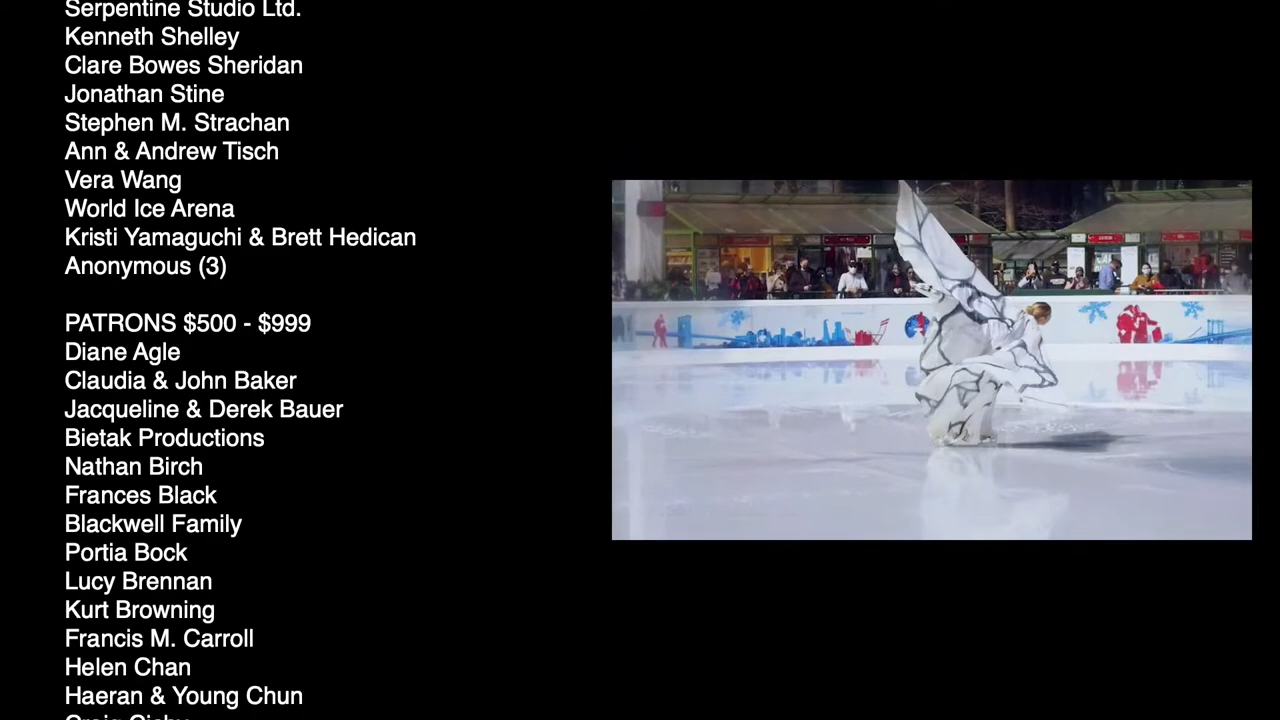 Serpentine Studio Ltd.
Kenneth Shelley
Clare Bowes Sheridan
Jonathan Stine
Stephen M. Strachan
Ann & Andrew Tisch
Vera Wang
World Ice Arena
Kristi Yamaguchi & Brett Hedican
Anonymous (3)
PATRONS $500 - $999
Diane Agle
Claudia & John Baker
Jacqueline & Derek Bauer
Bietak Productions
Nathan Birch
Frances Black
Blackwell Family
Portia Bock
Lucy Brennan
Kurt Browning
Francis M. Carroll
Helen Chan
Haeran & Young Chun